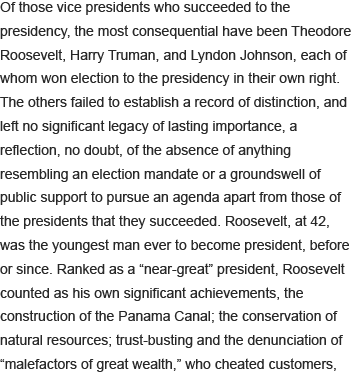 Of those vice presidents who succeeded to the
presidency, the most consequential have been Theodore
Roosevelt, Harry Truman, and Lyndon Johnson, each of
whom won election to the presidency in their own right.
The others failed to establish a record of distinction, and
left no significant legacy of lasting importance, a
reflection, no doubt, of the absence of anything
resembling an election mandate or a groundswell of
public support to pursue an agenda apart from those of
the presidents that they succeeded. Roosevelt, at 42,
was the youngest man ever to become president, before
or since. Ranked as a “near-great” president, Roosevelt
counted as his own significant achievements, the
construction of the Panama Canal; the conservation of
natural resources; trust-busting and the denunciation of
“malefactors of great wealth,” who cheated customers,